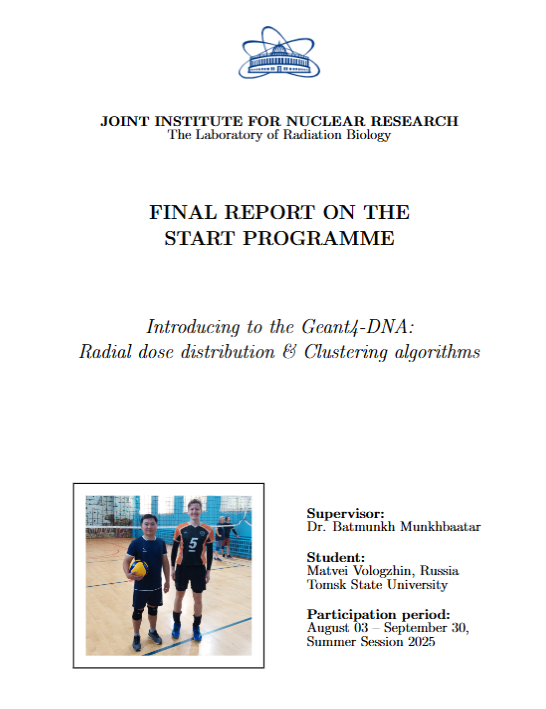 JOINT INSTITUTE FOR NUCLEAR RESEARCH
The Laboratory of Radiation Biology
FINAL REPORT ON THE
START PROGRAMME
Introducing to the Geant4-DNA:
Radial dose distribution & Clustering algorithms
5
Supervisor:
Dr. Batmunkh Munkhbaatar
Student:
Matvei Vologzhin, Russia
Tomsk State University
Participation period:
August 03 – September 30,
Summer Session 2025